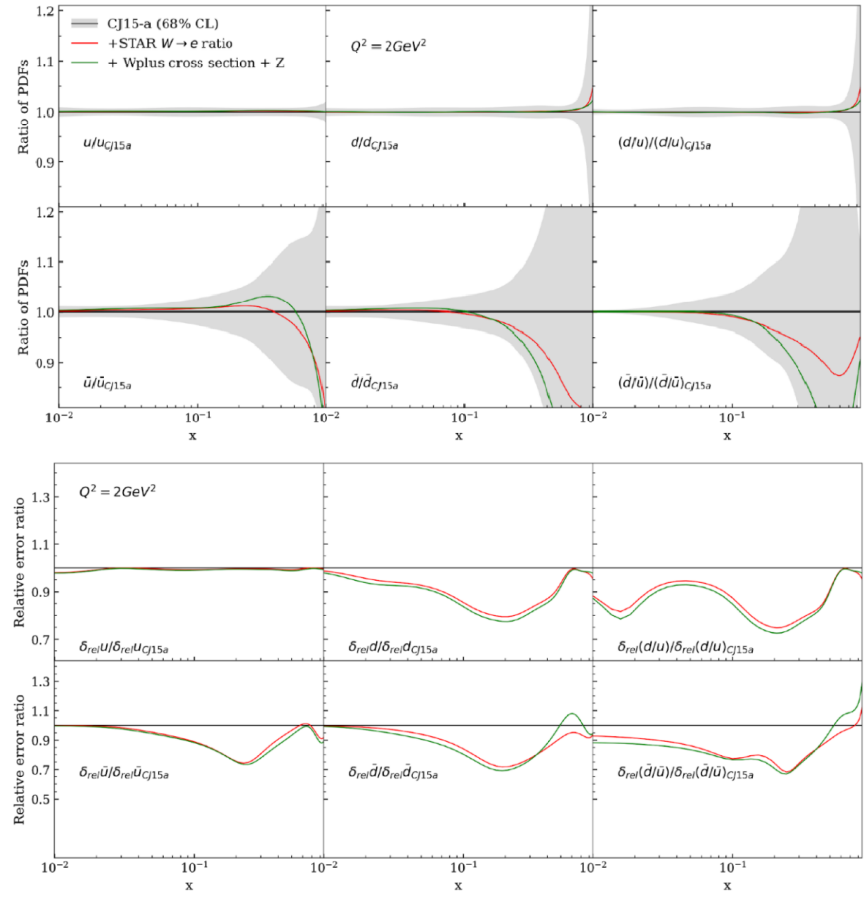 CJ15-a (68% CL)
+STAR W → e ratio
+ Wplus cross section + Z
Q² = 2GeV²
Ratio of PDFs
1.2
1.1
1.0
0.9
u/u_CJ15a
d/d_CJ15a
(d/u)/(d/u)_CJ15a
Ratio of PDFs
1.2
1.1
1.0
0.9
ū/ū_CJ15a
d̄/d̄_CJ15a
(d̄/ū)/(d̄/ū)_CJ15a
10⁻² 10⁻¹ 10⁻² 10⁻¹ 10⁻² 10⁻¹
x x x
Q² = 2GeV²
Relative error ratio
1.3
1.1
0.9
0.7
δ_rel u/δ_rel u_CJ15a
δ_rel d/δ_rel d_CJ15a
δ_rel (d/u)/δ_rel (d/u)_CJ15a
Relative error ratio
1.3
1.1
0.9
0.7
0.5
δ_rel ū/δ_rel ū_CJ15a
δ_rel d̄/δ_rel d̄_CJ15a
δ_rel (d̄/ū)/δ_rel (d̄/ū)_CJ15a
10⁻² 10⁻¹ 10⁻² 10⁻¹ 10⁻² 10⁻¹
x x x